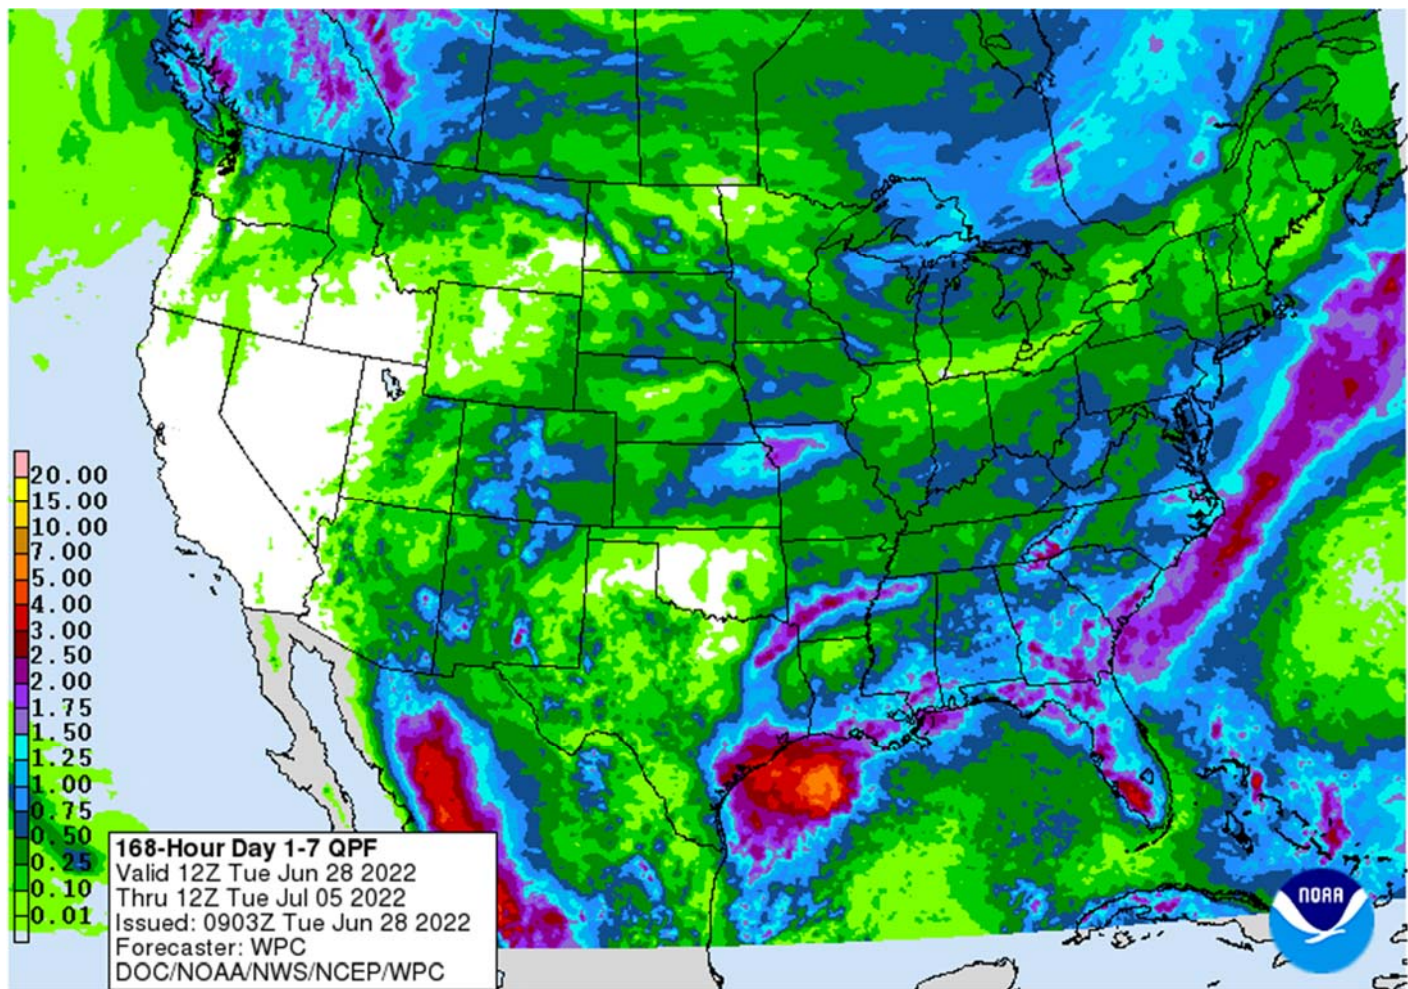 20.00
15.00
10.00
7.00
5.00
4.00
3.00
2.50
2.00
1.75
1.50
1.25
1.00
0.75
0.50
0.25
0.10
0.01
168-Hour Day 1-7 QPF
Valid 12Z Tue Jun 28 2022
Thru 12Z Tue Jul 05 2022
Issued: 0903Z Tue Jun 28 2022
Forecaster: WPC
DOC/NOAA/NWS/NCEP/WPC
NOAA